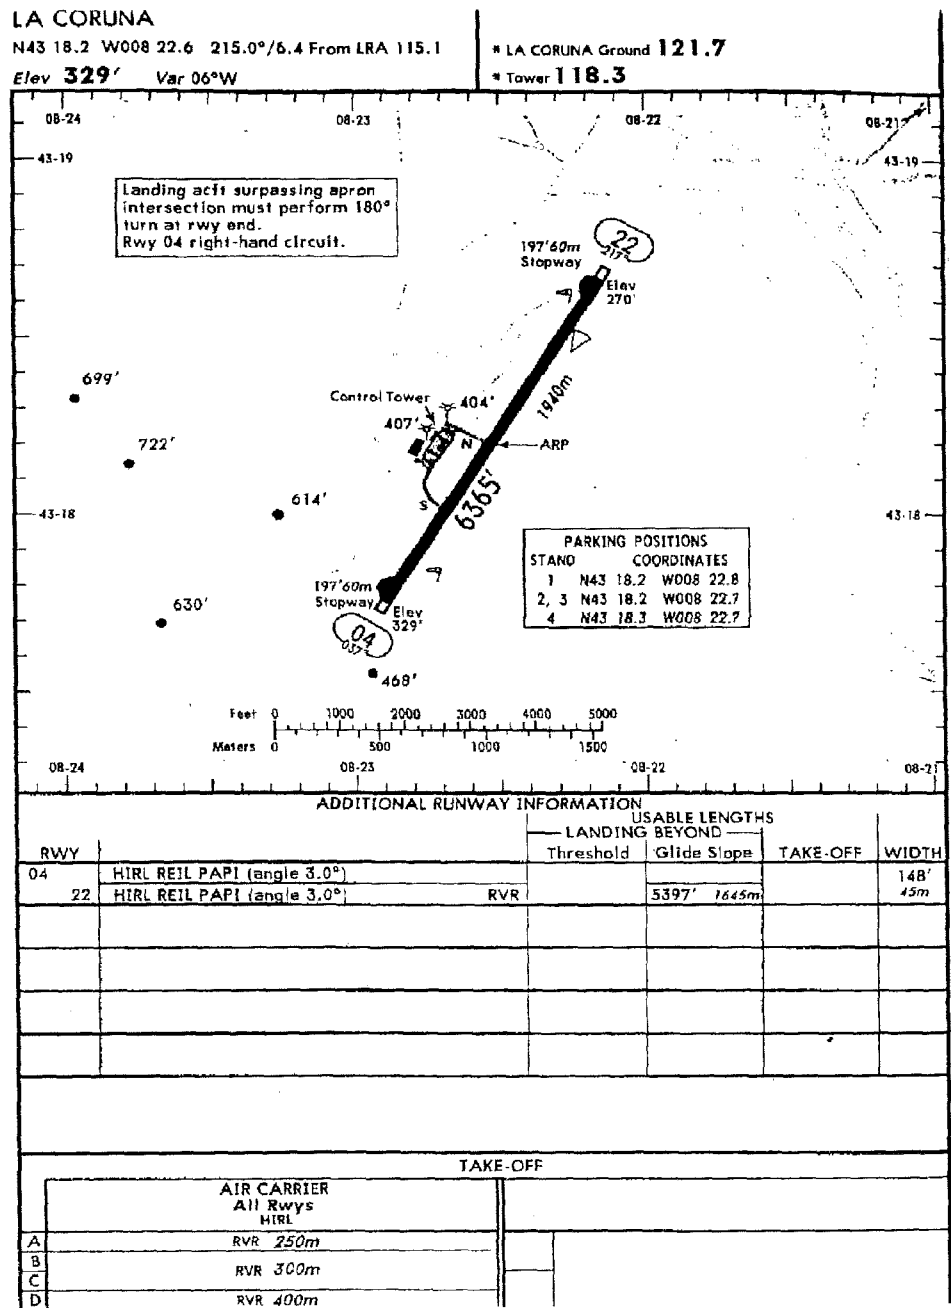 LA CORUNA
N43 18.2 W008 22.6 215.0°/6.4 From LRA 115.1
Elev 329' Var 06°W
* LA CORUNA Ground 121.7
* Tower 118.3
08-24 08-23 08-22 08-21
43-19 43-19
Landing acft surpassing apron
intersection must perform 180°
turn at rwy end.
Rwy 04 right-hand circuit.
22
217°
197'60m
Stopway
Elev
270'
699'
Control Tower
404'
407'
1940m
722'
N
ARP
6365'
614'
S
43-18 43-18
PARKING POSITIONS
STAND COORDINATES
1 N43 18.2 W008 22.8
2, 3 N43 18.2 W008 22.7
4 N43 18.3 W008 22.7
197'60m
Stopway
Elev
329'
630'
04
037°
468'
Feet 0 1000 2000 3000 4000 5000
Meters 0 500 1000 1500
08-24 08-23 08-22 08-21
ADDITIONAL RUNWAY INFORMATION
USABLE LENGTHS
LANDING BEYOND
RWY Threshold Glide Slope TAKE-OFF WIDTH
04 HIRL REIL PAPI (angle 3.0°) 148'
22 HIRL REIL PAPI (angle 3.0°) RVR 5397' 1645m 45m
TAKE-OFF
AIR CARRIER
All Rwys
HIRL
A RVR 250m
B
RVR 300m
C
D RVR 400m